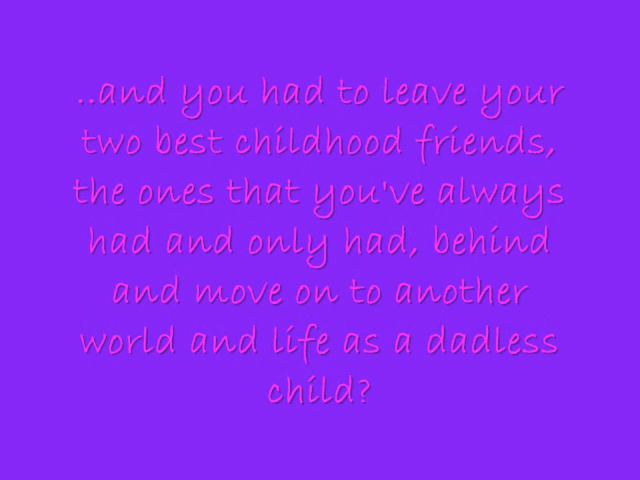 ..and you had to leave your
two best childhood friends,
the ones that you've always
had and only had, behind
and move on to another
world and life as a dadless
child?